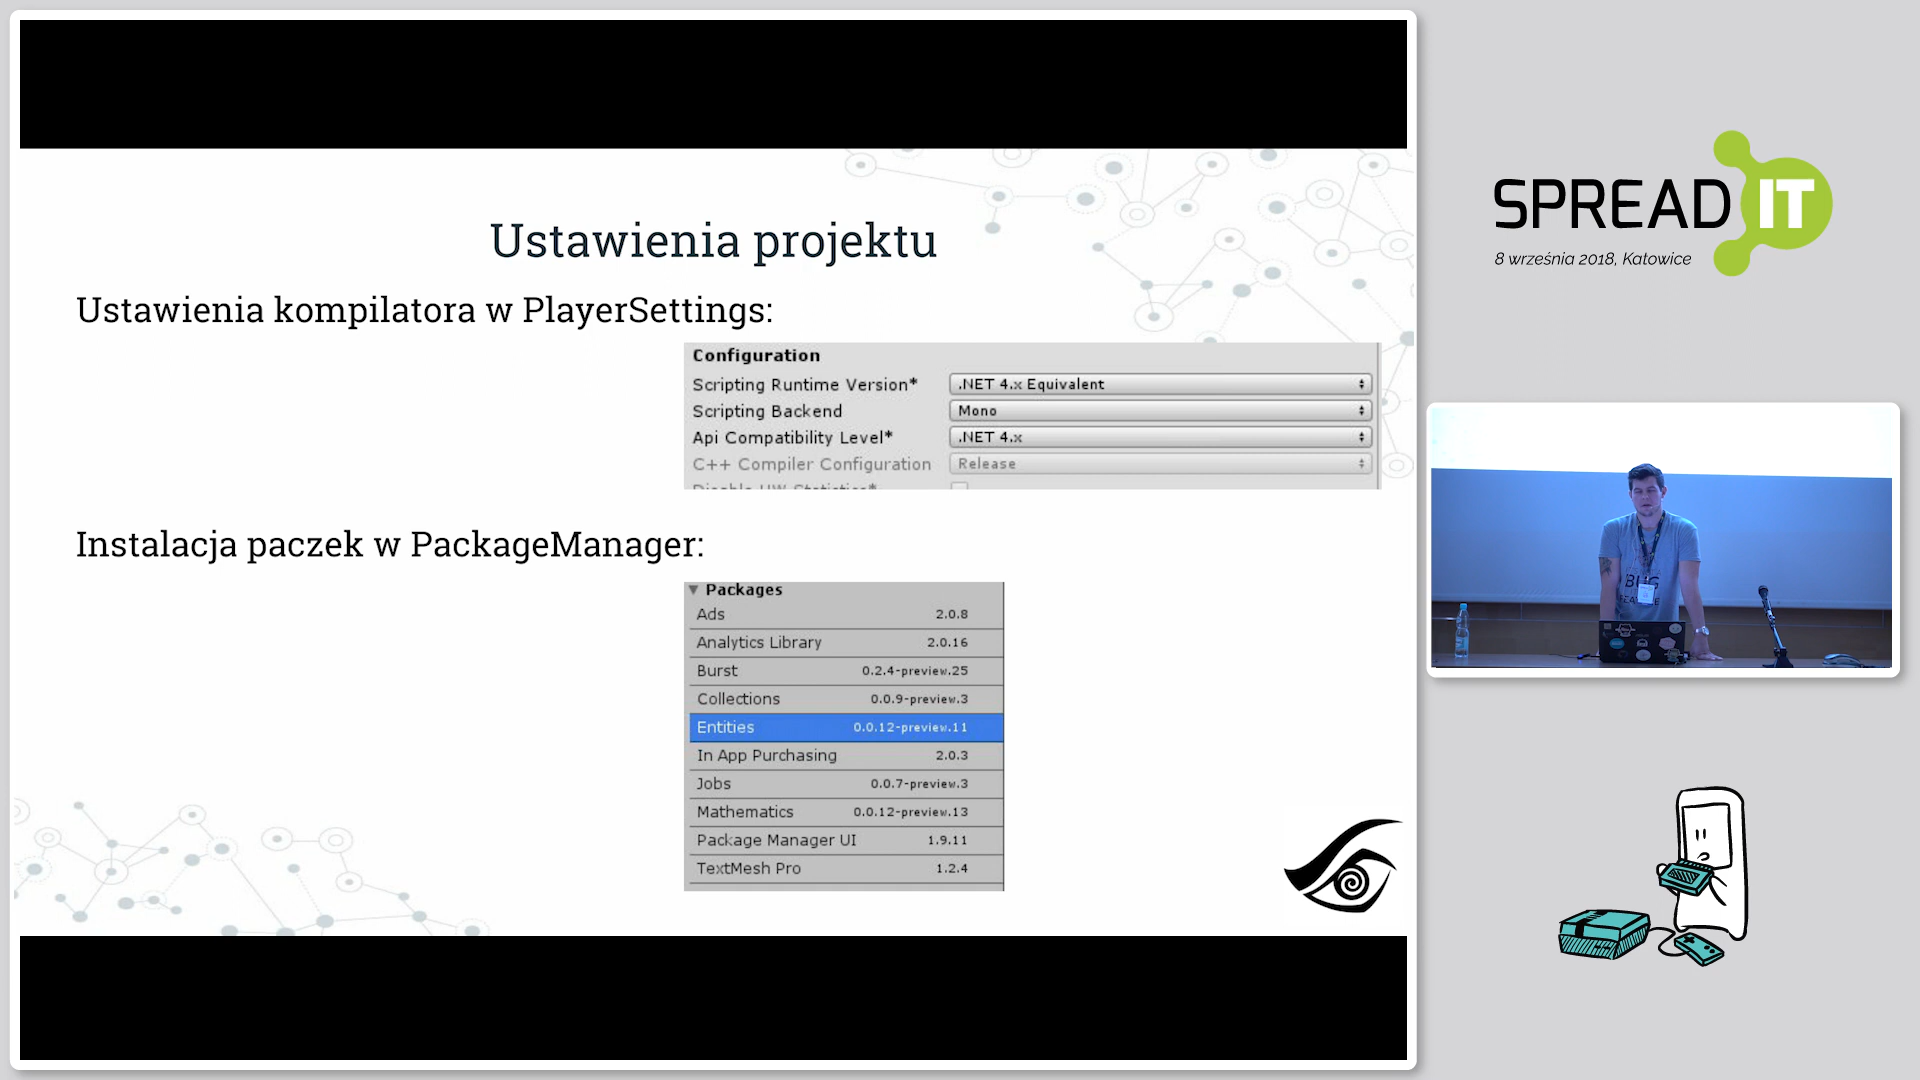 Ustawienia projektu
Ustawienia kompilatora w PlayerSettings:
Configuration
Scripting Runtime Version* .NET 4.x Equivalent
Scripting Backend Mono
Api Compatibility Level* .NET 4.x
C++ Compiler Configuration Release
Instalacja paczek w PackageManager:
Packages
Ads 2.0.8
Analytics Library 2.0.16
Burst 0.2.4-preview.25
Collections 0.0.9-preview.3
Entities 0.0.12-preview.11
In App Purchasing 2.0.3
Jobs 0.0.7-preview.3
Mathematics 0.0.12-preview.13
Package Manager UI 1.9.11
TextMesh Pro 1.2.4
SPREAD IT
8 września 2018, Katowice
BUG